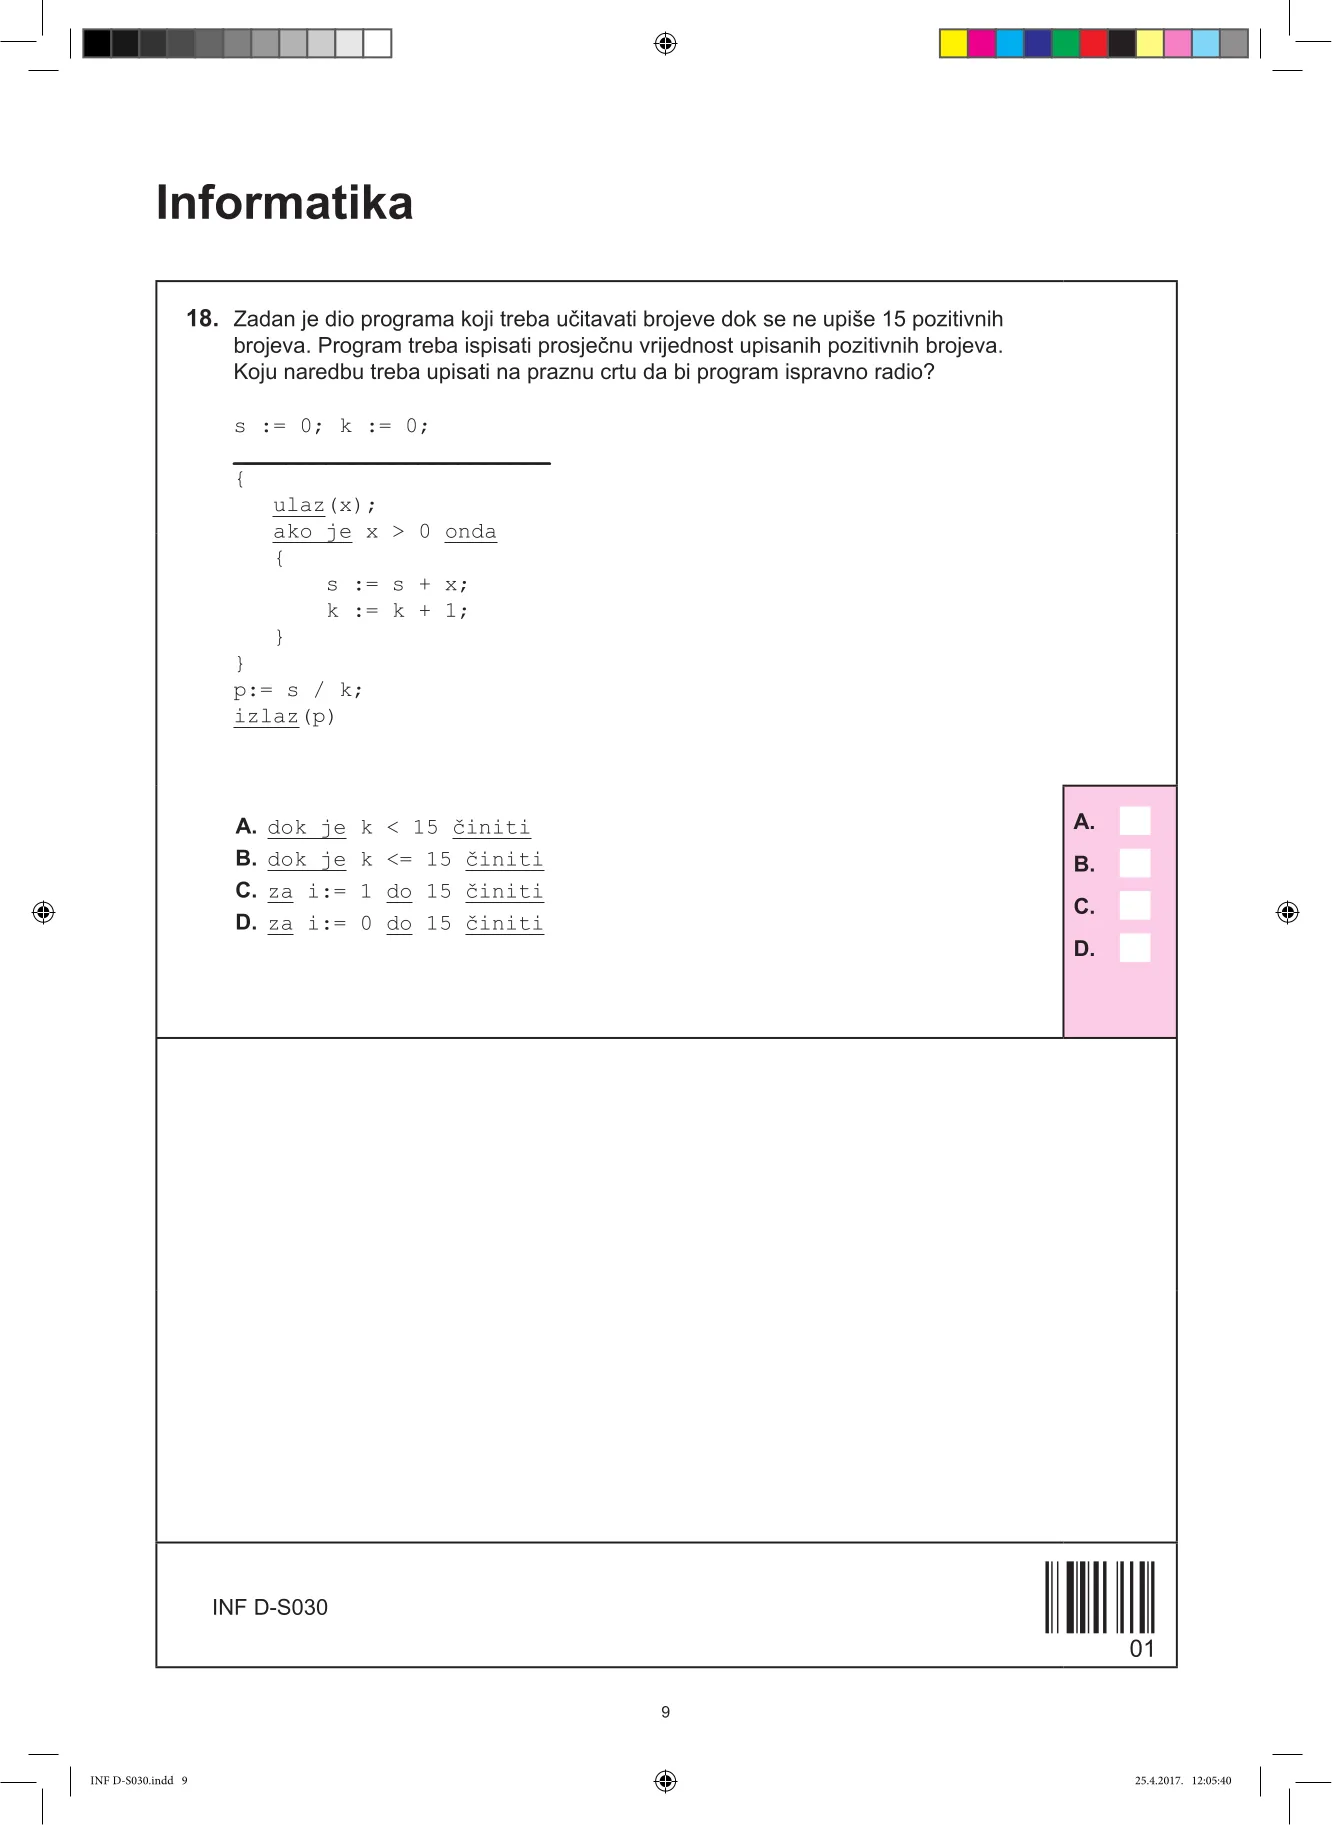 Informatika
18. Zadan je dio programa koji treba učitavati brojeve dok se ne upiše 15 pozitivnih
brojeva. Program treba ispisati prosječnu vrijednost upisanih pozitivnih brojeva.
Koju naredbu treba upisati na praznu crtu da bi program ispravno radio?
s := 0; k := 0;
{
ulaz(x);
ako je x > 0 onda
{
s := s + x;
k := k + 1;
}
}
p:= s / k;
izlaz(p)
A. dok je k < 15 činiti
B. dok je k <= 15 činiti
C. za i:= 1 do 15 činiti
D. za i:= 0 do 15 činiti
A.
B.
C.
D.
INF D-S030
01
9
INF D-S030.indd 9
25.4.2017. 12:05:40